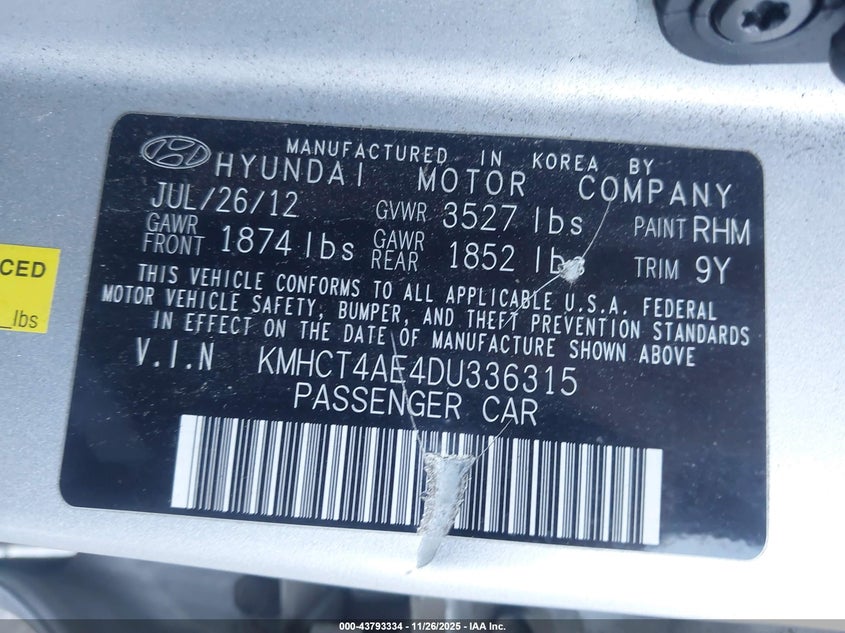 MANUFACTURED IN KOREA BY
HYUNDAI MOTOR COMPANY
JUL/26/12 GVWR 3527 lbs PAINT RHM
GAWR FRONT 1874 lbs GAWR REAR 1852 lbs TRIM 9Y
THIS VEHICLE CONFORMS TO ALL APPLICABLE U.S.A. FEDERAL
MOTOR VEHICLE SAFETY, BUMPER, AND THEFT PREVENTION STANDARDS
IN EFFECT ON THE DATE OF MANUFACTURE SHOWN ABOVE
V.I.N KMHCT4AE4DU336315
PASSENGER CAR
CED
lbs
000-43793334 - 11/26/2025 - IAA Inc.